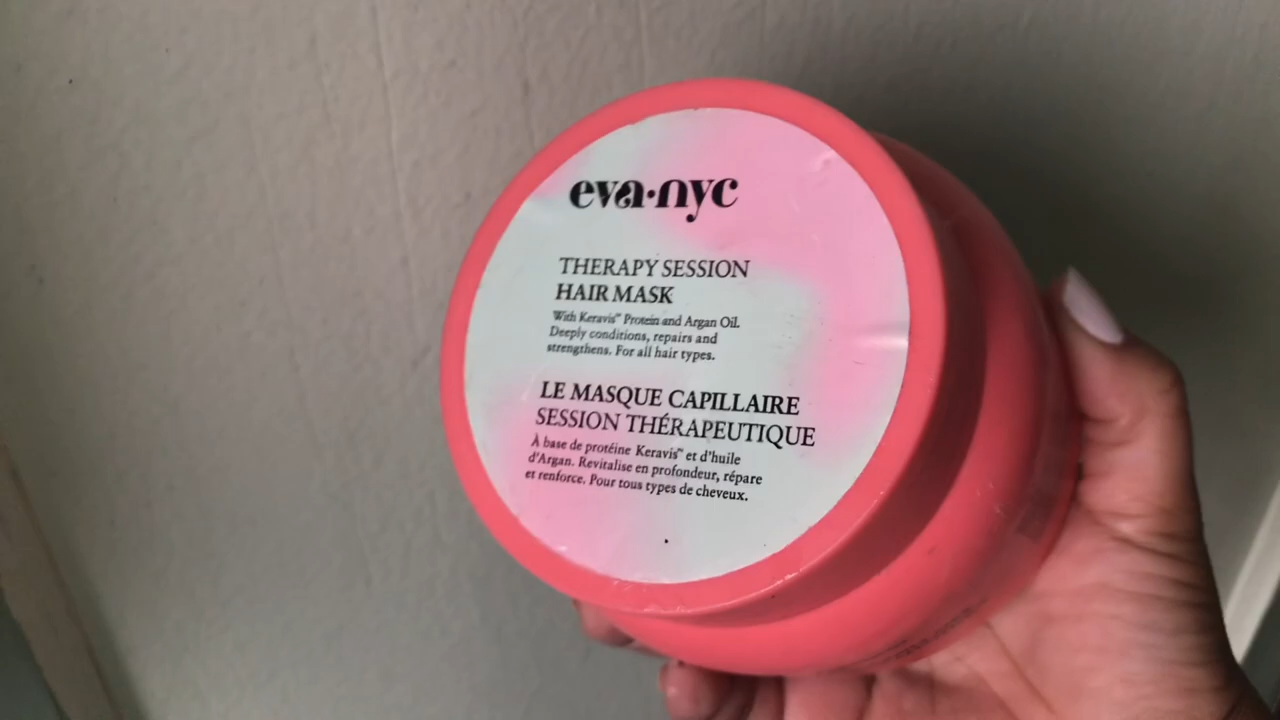 eva·nyc
THERAPY SESSION
HAIR MASK
With Keravis™ Protein and Argan Oil.
Deeply conditions, repairs and
strengthens. For all hair types.
LE MASQUE CAPILLAIRE
SESSION THÉRAPEUTIQUE
À base de protéine Keravis™ et d'huile
d'Argan. Revitalise en profondeur, répare
et renforce. Pour tous types de cheveux.